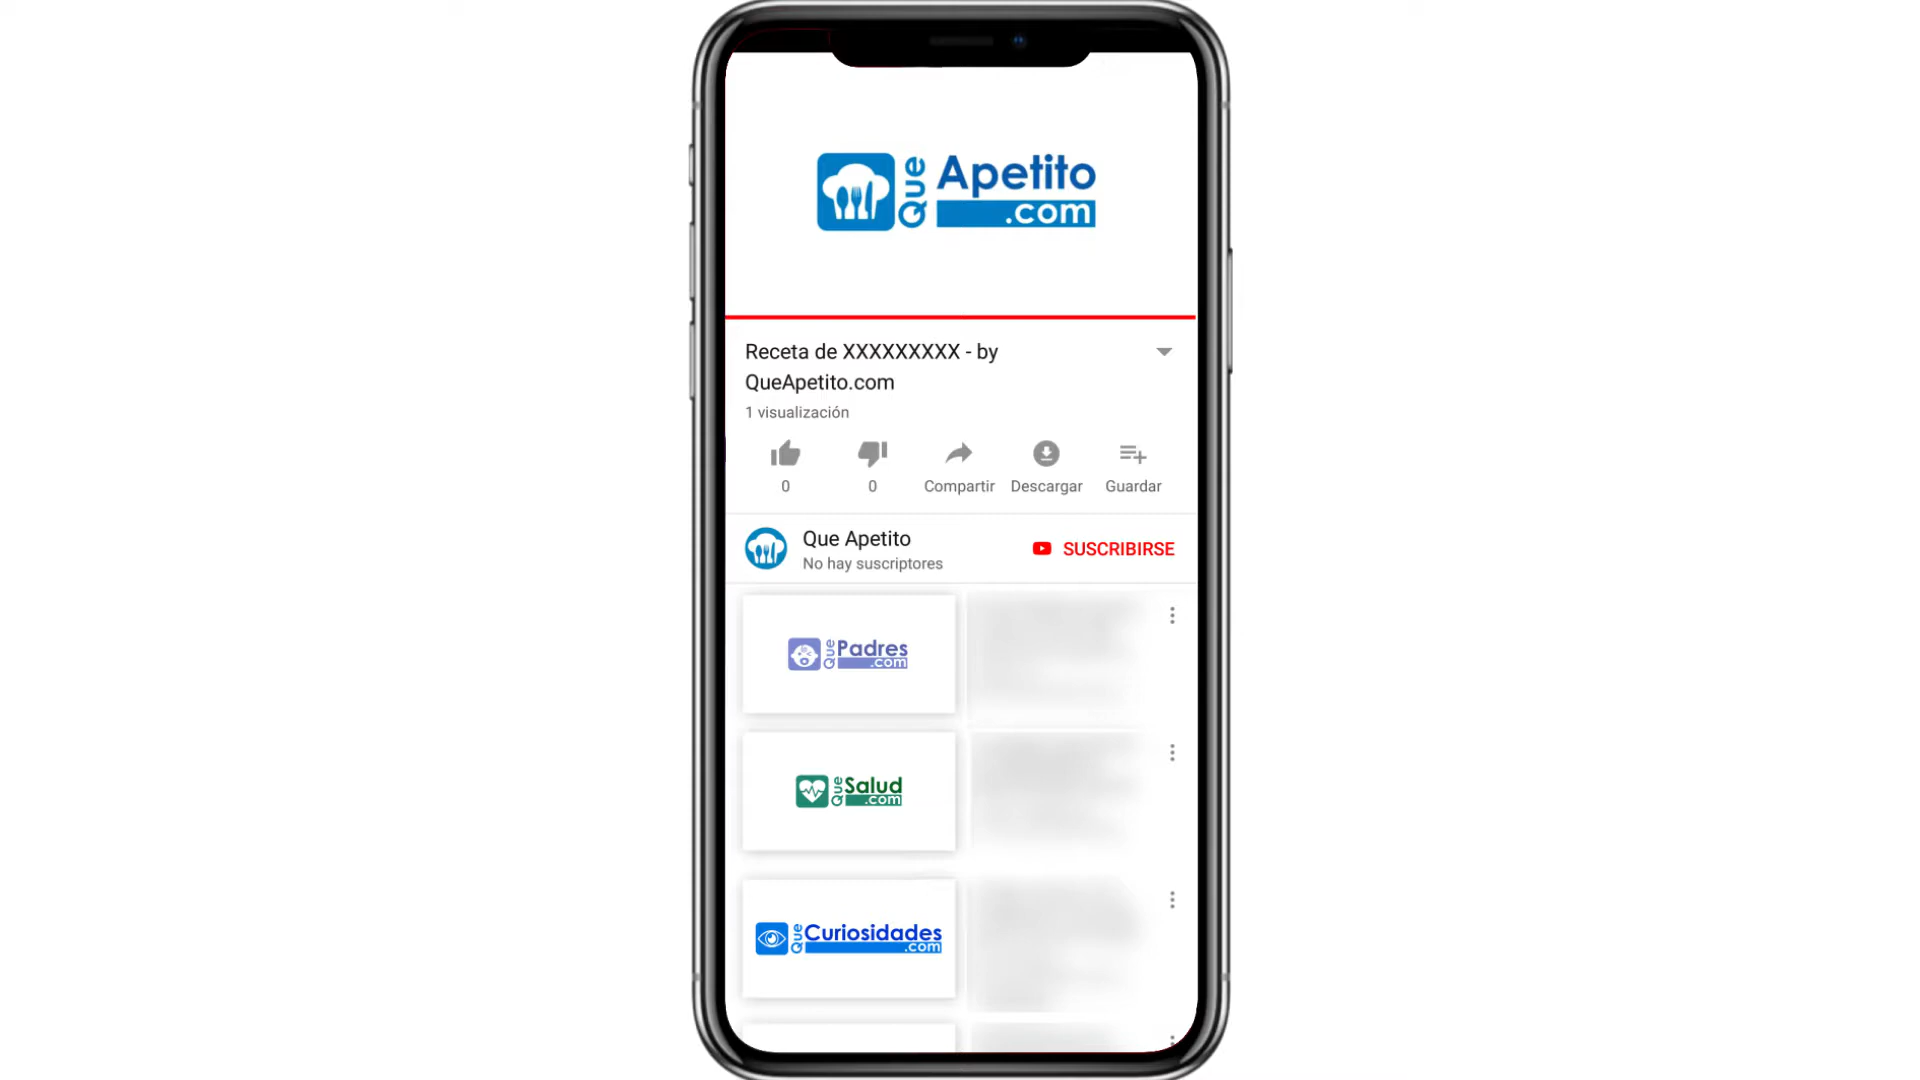 Que Apetito
.com
Receta de XXXXXXXXX - by
QueApetito.com
1 visualización
0 0 Compartir Descargar Guardar
Que Apetito
No hay suscriptores
SUSCRIBIRSE
Que Padres
.com
Que Salud
.com
Que Curiosidades
.com